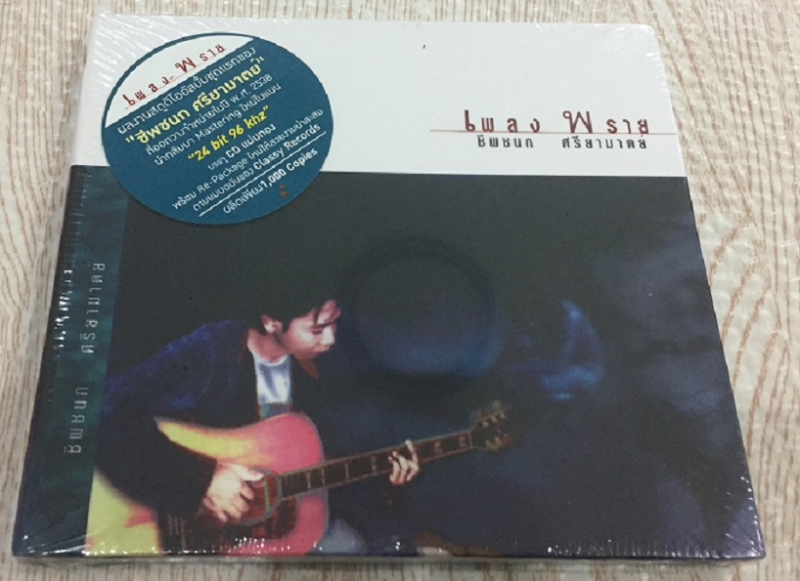 เพลง พราย
ผลงานสตูดิโออัลบั้มชุดแรกของ
"ชีพชนก ศรียามาตย์"
ที่ออกวางจำหน่ายในปี พ.ศ. 2538
นำกลับมา Mastering ใหม่ในแบบ
"24 bit 96 khz"
บรรจุ CD แผ่นทอง
พร้อม Re-Package ใหม่ให้สวยงามน่าสะสม
ตามแบบฉบับของ Classy Records
ผลิตเพียง 1,000 Copies
เพลง พราย
ชีพชนก ศรียามาตย์
ชีพชนก ศรียามาตย์